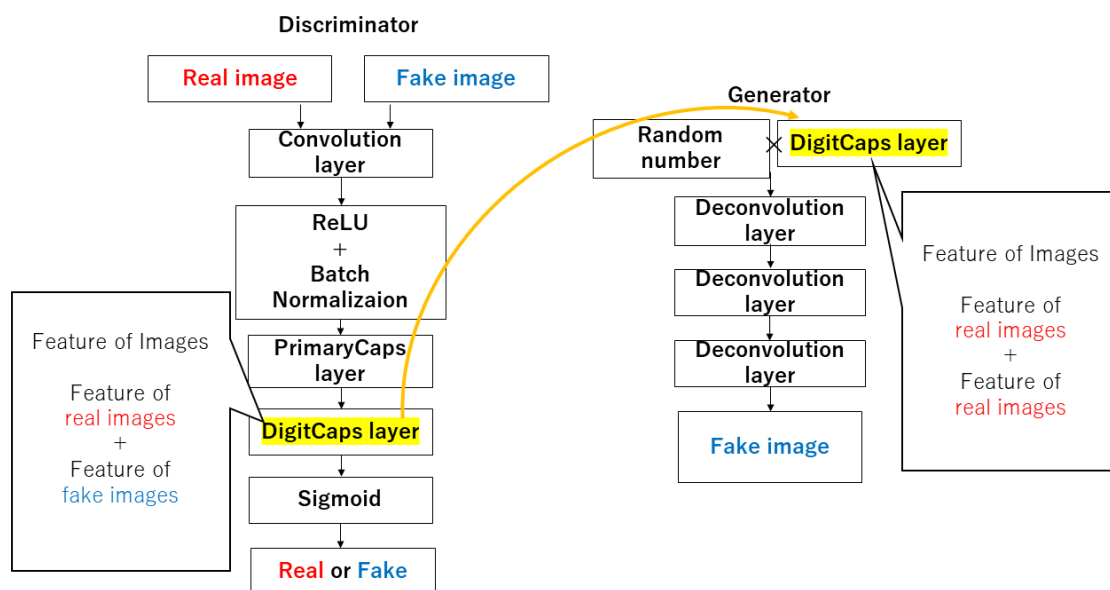 Discriminator
Real image
Fake image
Convolution
layer
ReLU
+
Batch
Normalizaion
PrimaryCaps
layer
DigitCaps layer
Sigmoid
Real or Fake
Feature of Images
Feature of
real images
+
Feature of
fake images
Generator
Random
number
×
DigitCaps layer
Deconvolution
layer
Deconvolution
layer
Deconvolution
layer
Fake image
Feature of Images
Feature of
real images
+
Feature of
real images